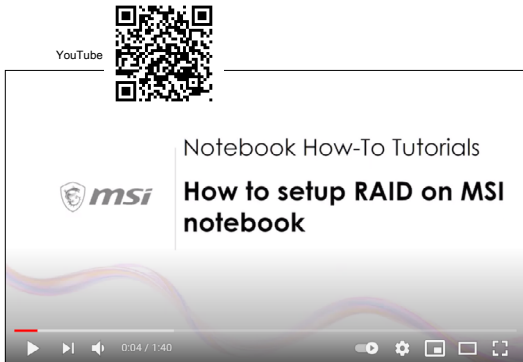 YouTube
Notebook How-To Tutorials
msi
How to setup RAID on MSI
notebook
0:04 / 1:40